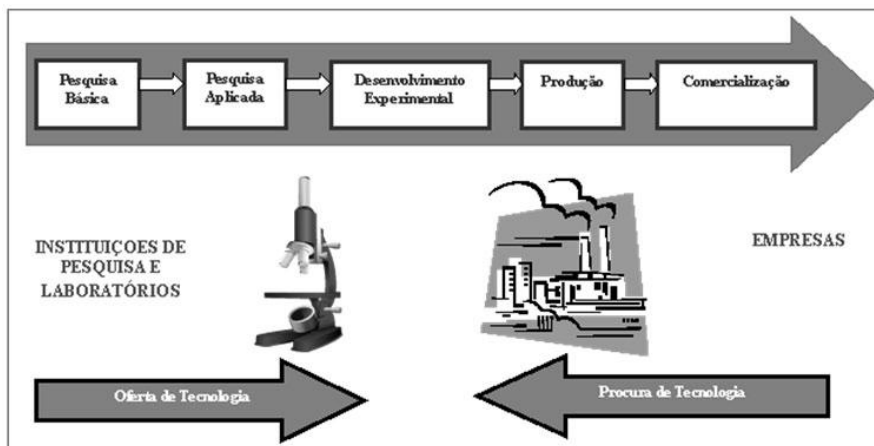 Pesquisa
Básica
Pesquisa
Aplicada
Desenvolvimento
Experimental
Produção
Comercialização
INSTITUIÇOES DE
PESQUISA E
LABORATÓRIOS
EMPRESAS
Oferta de Tecnologia
Procura de Tecnologia